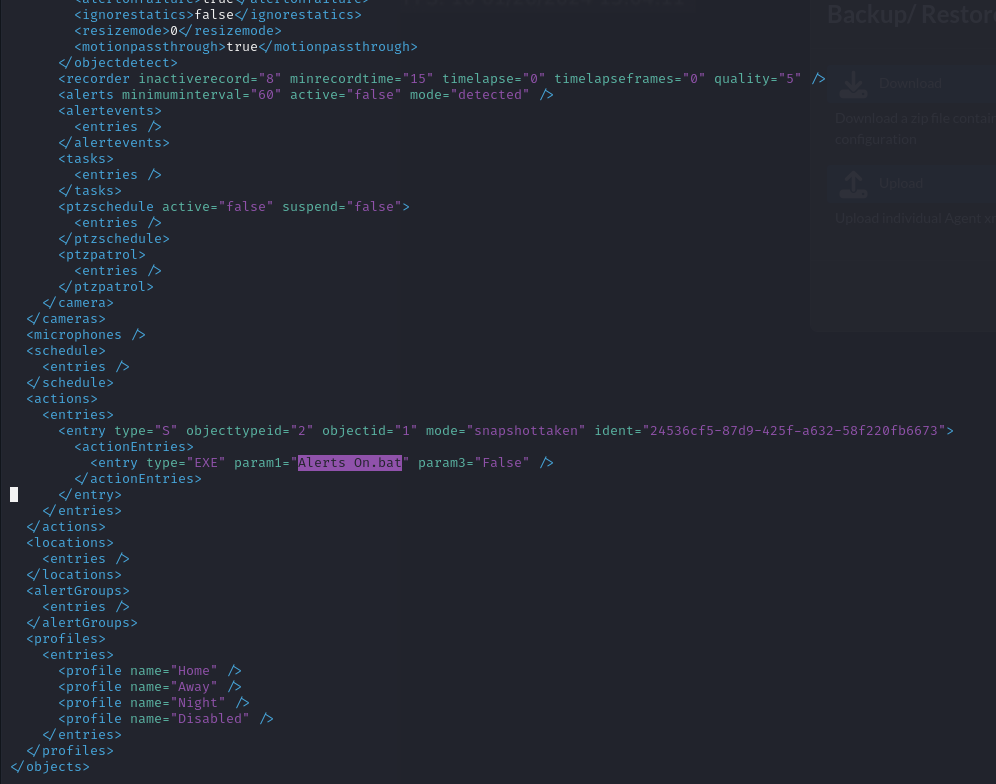 <alertonfailure>true</alertonfailure>
<ignorestatics>false</ignorestatics>
<resizemode>0</resizemode>
<motionpassthrough>true</motionpassthrough>
</objectdetect>
<recorder inactiverecord="8" minrecordtime="15" timelapse="0" timelapseframes="0" quality="5" />
<alerts minimuminterval="60" active="false" mode="detected" />
<alertevents>
<entries />
</alertevents>
<tasks>
<entries />
</tasks>
<ptzschedule active="false" suspend="false">
<entries />
</ptzschedule>
<ptzpatrol>
<entries />
</ptzpatrol>
</camera>
</cameras>
<microphones />
<schedule>
<entries />
</schedule>
<actions>
<entries>
<entry type="S" objecttypeid="2" objectid="1" mode="snapshottaken" ident="24536cf5-87d9-425f-a632-58f220fb6673">
<actionEntries>
<entry type="EXE" param1="Alerts On.bat" param3="False" />
</actionEntries>
</entry>
</entries>
</actions>
<locations>
<entries />
</locations>
<alertGroups>
<entries />
</alertGroups>
<profiles>
<entries>
<profile name="Home" />
<profile name="Away" />
<profile name="Night" />
<profile name="Disabled" />
</entries>
</profiles>
</objects>
Backup/ Restor
Download
Download a zip file contain
configuration
Upload
Upload individual Agent